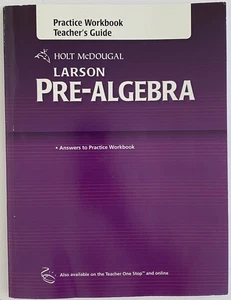 Practice Workbook
Teacher's Guide
HOLT McDOUGAL
LARSON
PRE-ALGEBRA
• Answers to Practice Workbook
Also available on the Teacher One Stop™ and online